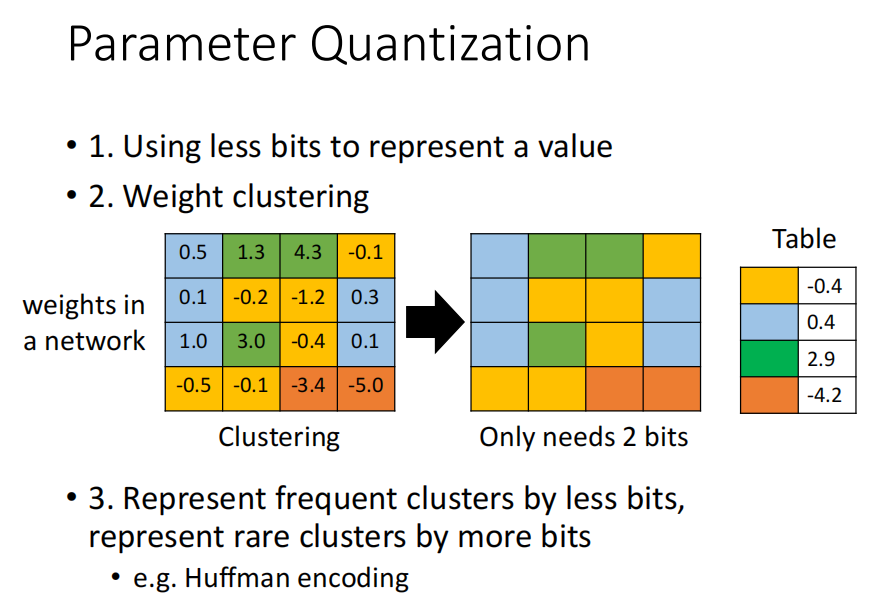 Parameter Quantization
• 1. Using less bits to represent a value
• 2. Weight clustering
weights in
a network
0.5 1.3 4.3 -0.1
0.1 -0.2 -1.2 0.3
1.0 3.0 -0.4 0.1
-0.5 -0.1 -3.4 -5.0
Clustering
Only needs 2 bits
Table
-0.4
0.4
2.9
-4.2
• 3. Represent frequent clusters by less bits,
represent rare clusters by more bits
• e.g. Huffman encoding